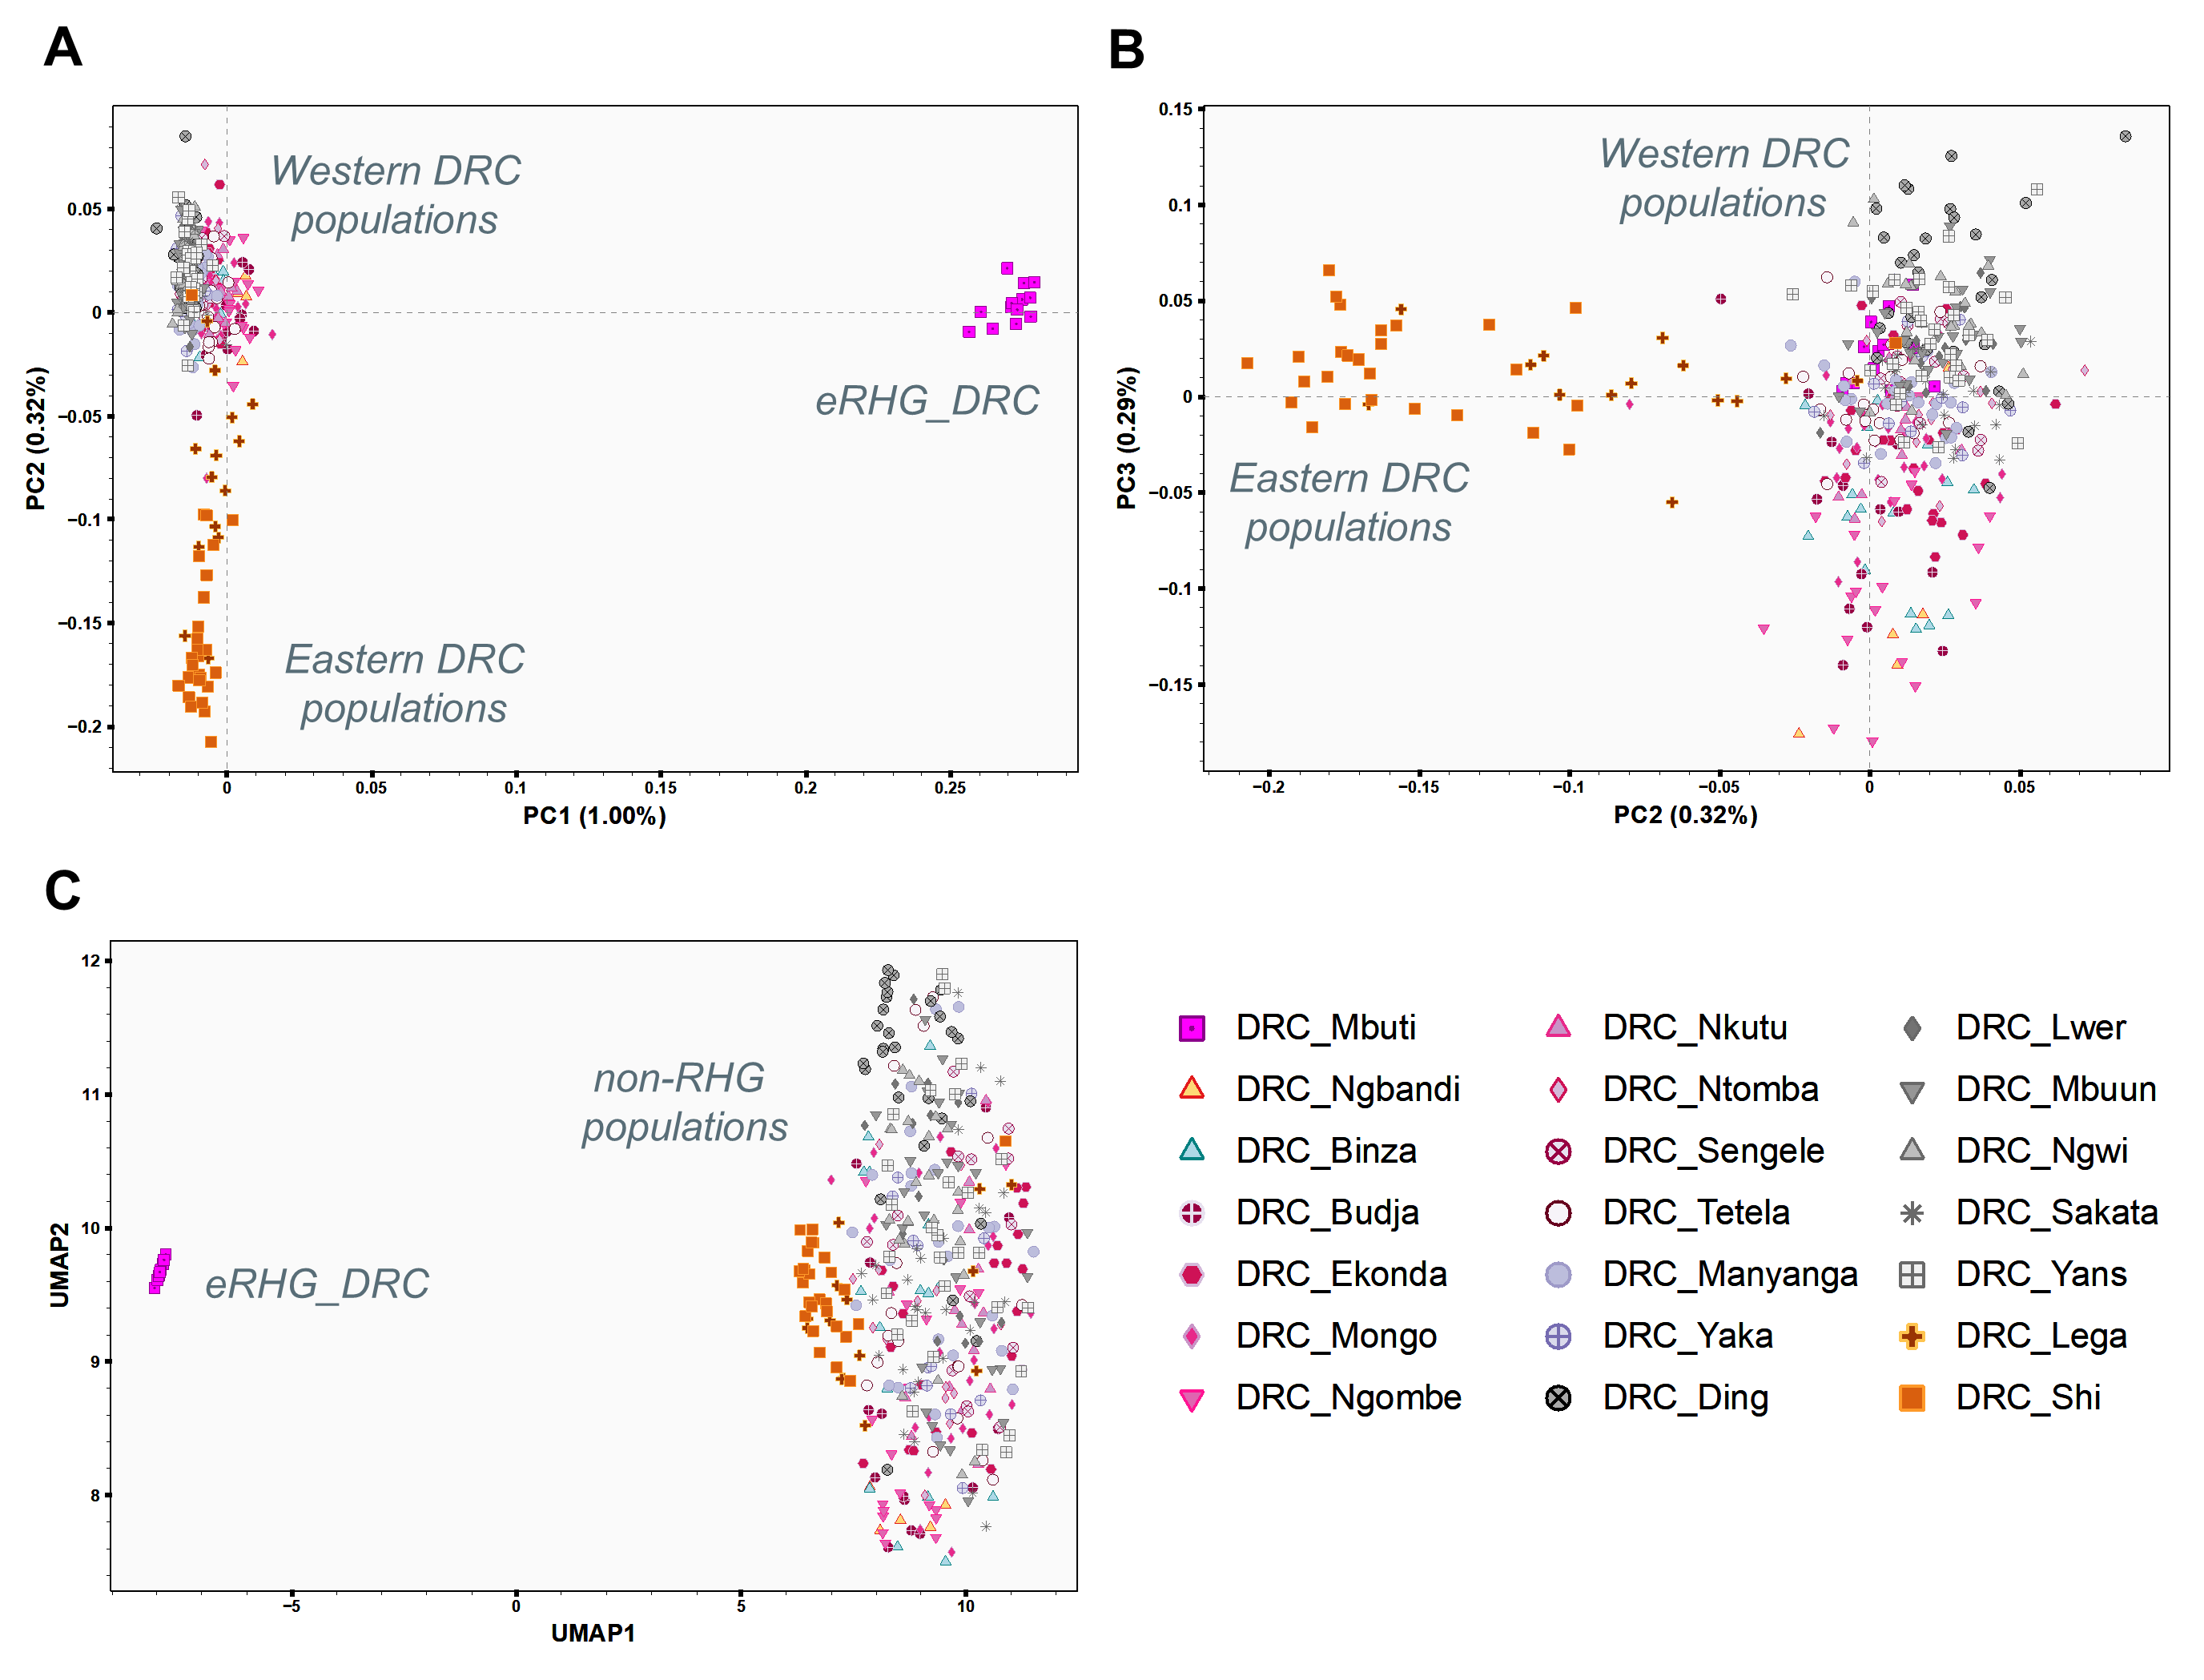 A
B
0.05
0
−0.05
−0.1
−0.15
−0.2
PC2 (0.32%)
Western DRC
populations
eRHG_DRC
Eastern DRC
populations
0
0.05
0.1
0.15
0.2
0.25
PC1 (1.00%)
0.15
0.1
0.05
0
−0.05
−0.1
−0.15
PC3 (0.29%)
Western DRC
populations
Eastern DRC
populations
−0.2
−0.15
−0.1
−0.05
0
0.05
PC2 (0.32%)
C
12
11
10
9
8
UMAP2
non-RHG
populations
eRHG_DRC
−5
0
5
10
UMAP1
DRC_Mbuti
DRC_Ngbandi
DRC_Binza
DRC_Budja
DRC_Ekonda
DRC_Mongo
DRC_Ngombe
DRC_Nkutu
DRC_Ntomba
DRC_Sengele
DRC_Tetela
DRC_Manyanga
DRC_Yaka
DRC_Ding
DRC_Lwer
DRC_Mbuun
DRC_Ngwi
DRC_Sakata
DRC_Yans
DRC_Lega
DRC_Shi